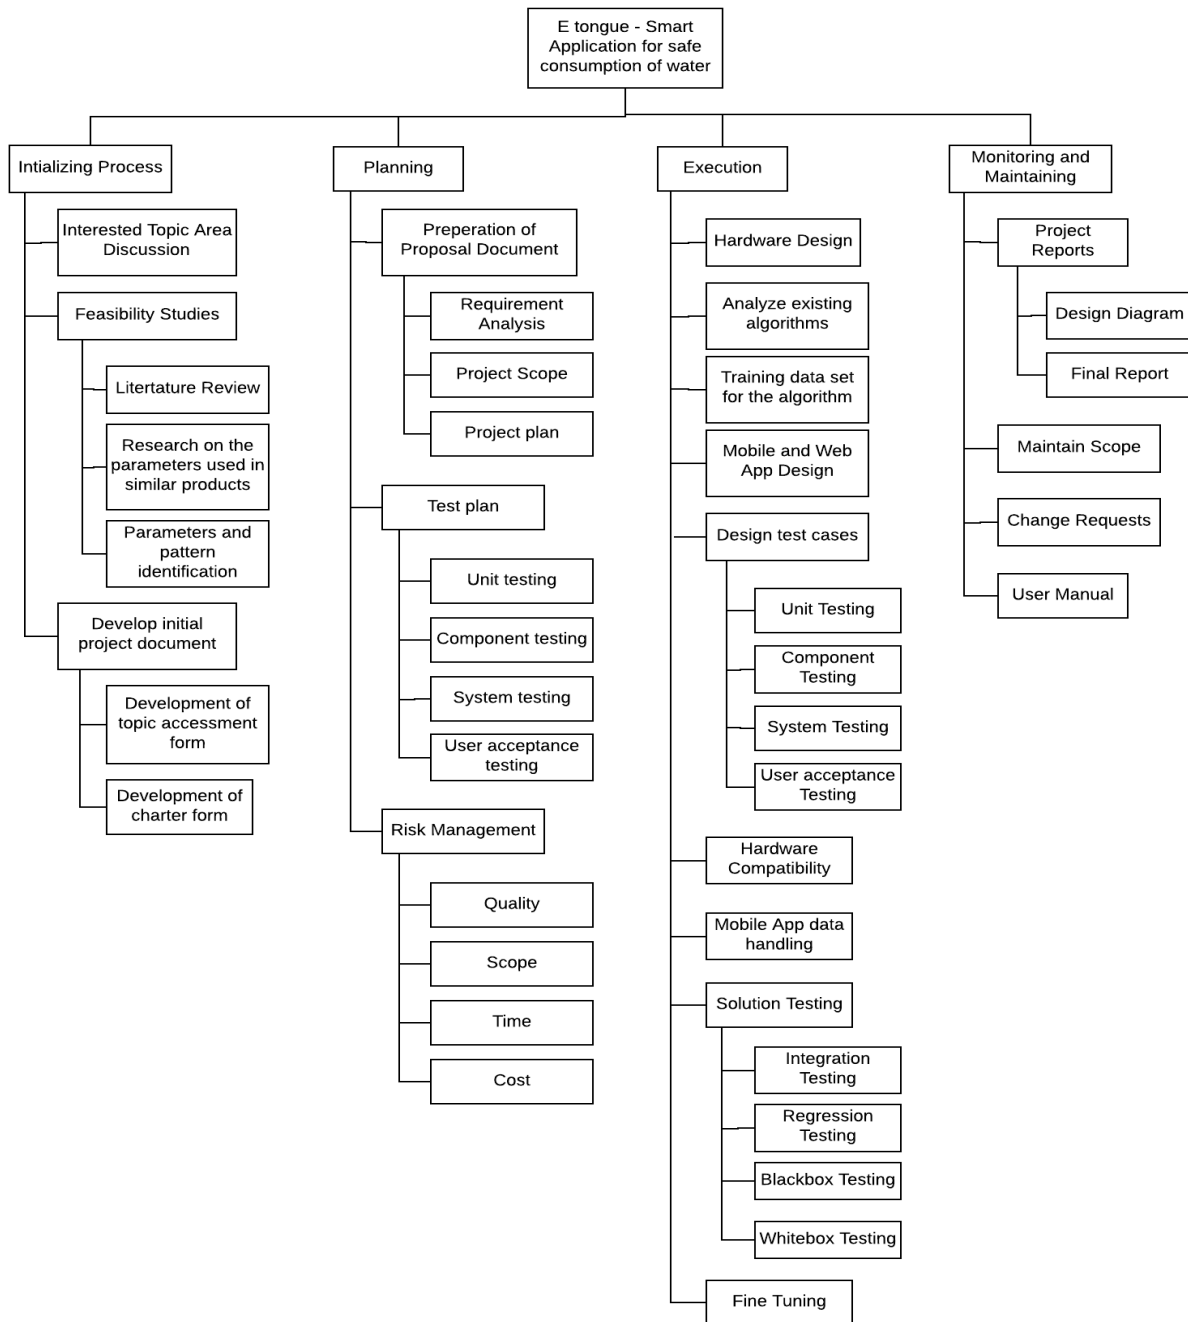 E tongue - Smart
Application for safe
consumption of water
Intializing Process
Interested Topic Area
Discussion
Feasibility Studies
Litertature Review
Research on the
parameters used in
similar products
Parameters and
pattern
identification
Develop initial
project document
Development of
topic accessment
form
Development of
charter form
Planning
Preperation of
Proposal Document
Requirement
Analysis
Project Scope
Project plan
Test plan
Unit testing
Component testing
System testing
User acceptance
testing
Risk Management
Quality
Scope
Time
Cost
Execution
Hardware Design
Analyze existing
algorithms
Training data set
for the algorithm
Mobile and Web
App Design
Design test cases
Unit Testing
Component
Testing
System Testing
User acceptance
Testing
Hardware
Compatibility
Mobile App data
handling
Solution Testing
Integration
Testing
Regression
Testing
Blackbox Testing
Whitebox Testing
Fine Tuning
Monitoring and
Maintaining
Project
Reports
Design Diagram
Final Report
Maintain Scope
Change Requests
User Manual